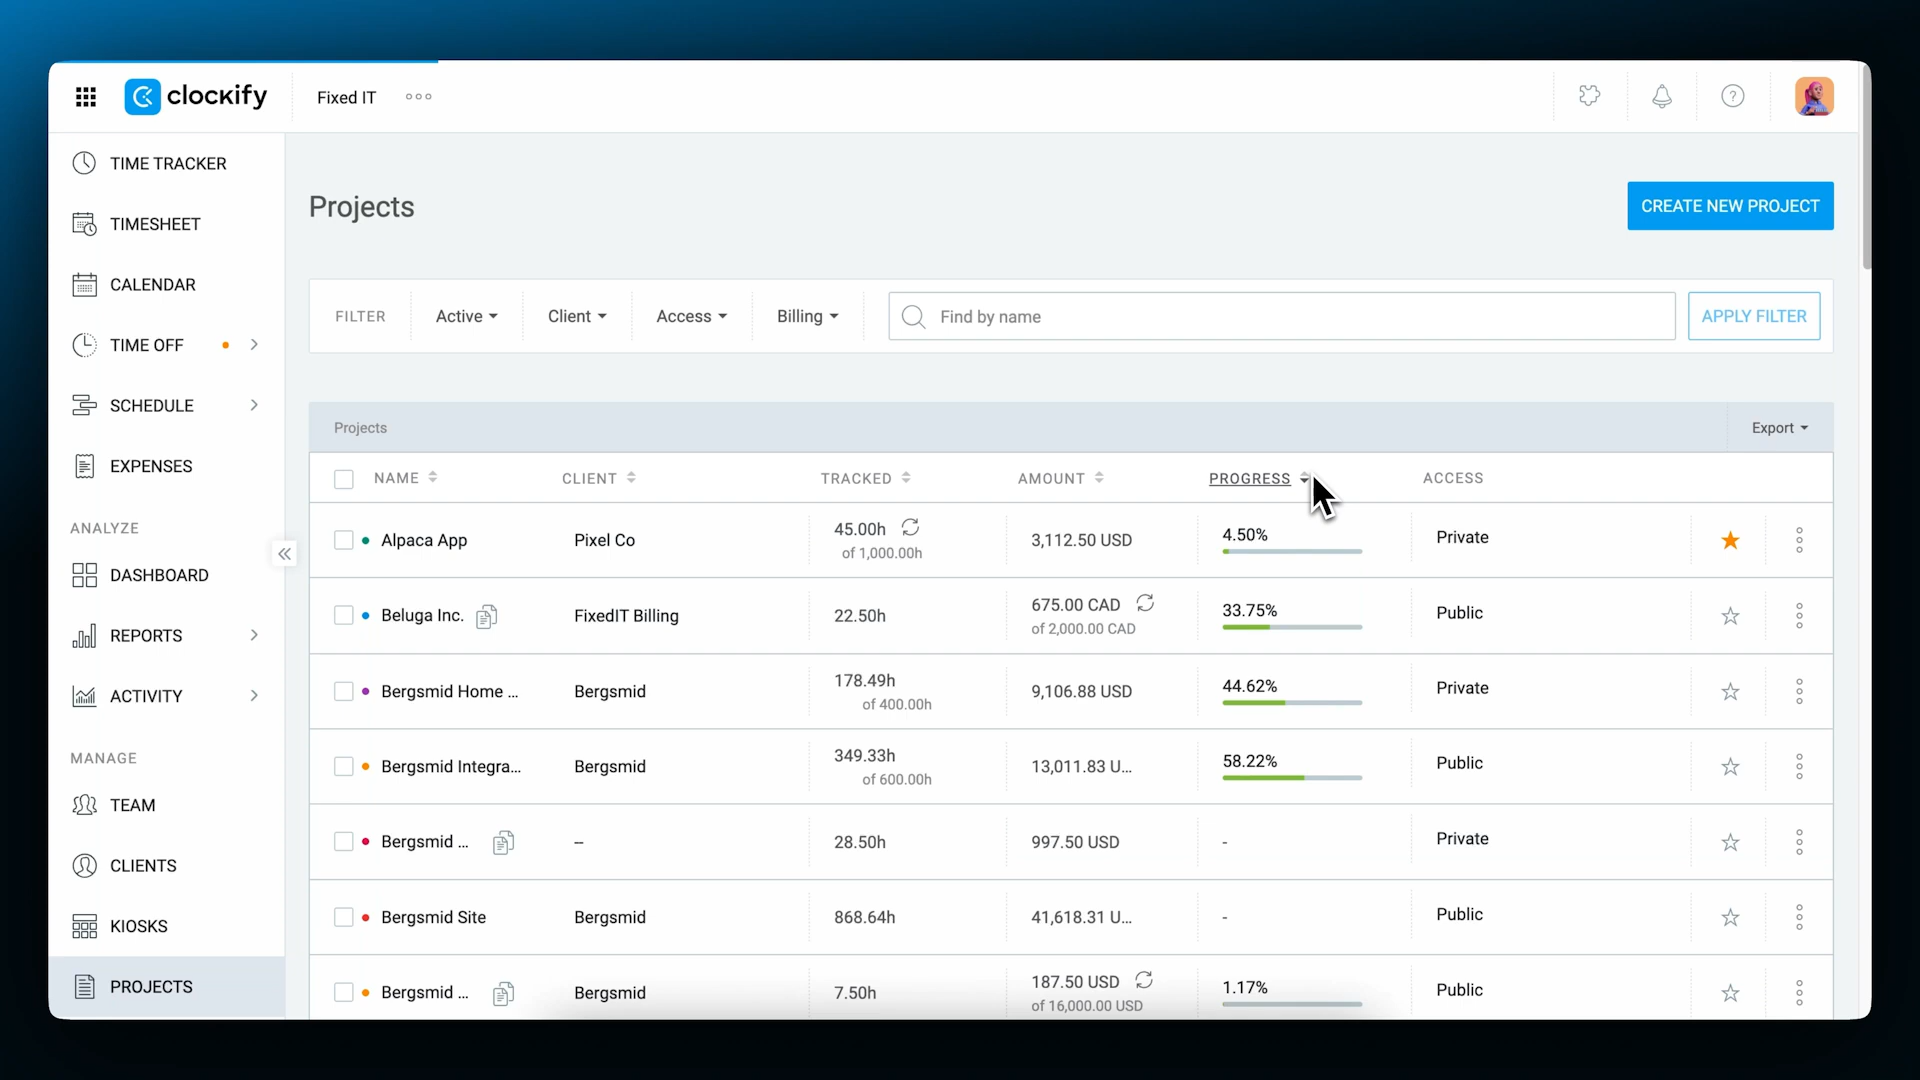 clockify
Fixed IT
TIME TRACKER
TIMESHEET
CALENDAR
TIME OFF
SCHEDULE
EXPENSES
ANALYZE
DASHBOARD
REPORTS
ACTIVITY
MANAGE
TEAM
CLIENTS
KIOSKS
PROJECTS
Projects
CREATE NEW PROJECT
FILTER Active Client Access Billing Find by name APPLY FILTER
Projects Export
NAME CLIENT TRACKED AMOUNT PROGRESS ACCESS
Alpaca App Pixel Co 45.00h of 1,000.00h 3,112.50 USD 4.50% Private
Beluga Inc. FixedIT Billing 22.50h 675.00 CAD of 2,000.00 CAD 33.75% Public
Bergsmid Home ... Bergsmid 178.49h of 400.00h 9,106.88 USD 44.62% Private
Bergsmid Integra... Bergsmid 349.33h of 600.00h 13,011.83 U... 58.22% Public
Bergsmid ... – 28.50h 997.50 USD - Private
Bergsmid Site Bergsmid 868.64h 41,618.31 U... - Public
Bergsmid ... Bergsmid 7.50h 187.50 USD of 16,000.00 USD 1.17% Public